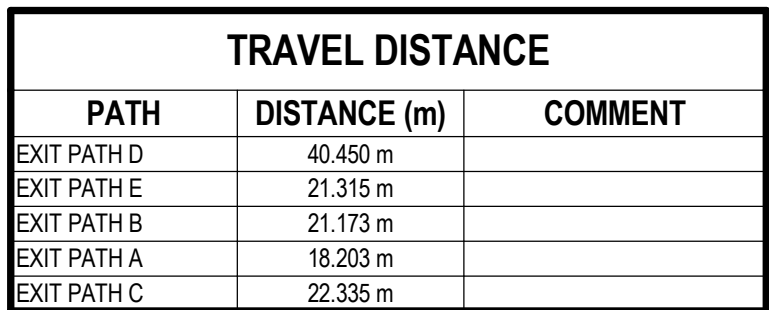 TRAVEL DISTANCE
PATH DISTANCE (m) COMMENT
EXIT PATH D 40.450 m
EXIT PATH E 21.315 m
EXIT PATH B 21.173 m
EXIT PATH A 18.203 m
EXIT PATH C 22.335 m